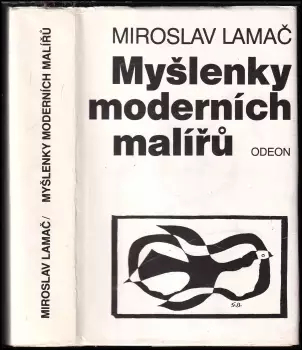 MIROSLAV LAMAČ/ MYŠLENKY MODERNÍCH MALÍŘŮ
MIROSLAV LAMAČ
Myšlenky
moderních
malířů
ODEON
G.B.